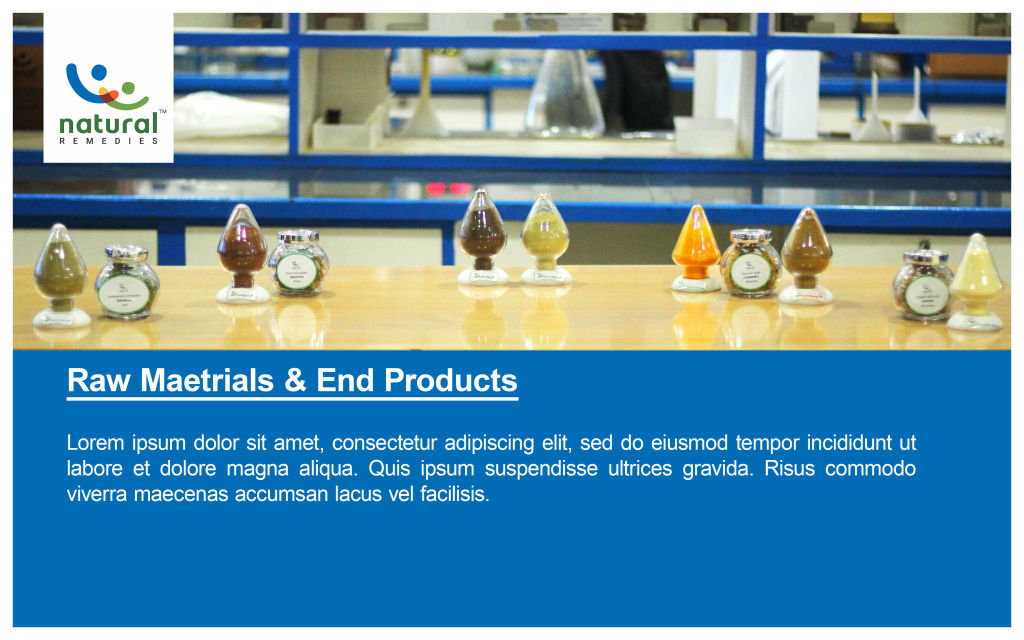 natural™
REMEDIES
Raw Maetrials & End Products
Lorem ipsum dolor sit amet, consectetur adipiscing elit, sed do eiusmod tempor incididunt ut
labore et dolore magna aliqua. Quis ipsum suspendisse ultrices gravida. Risus commodo
viverra maecenas accumsan lacus vel facilisis.